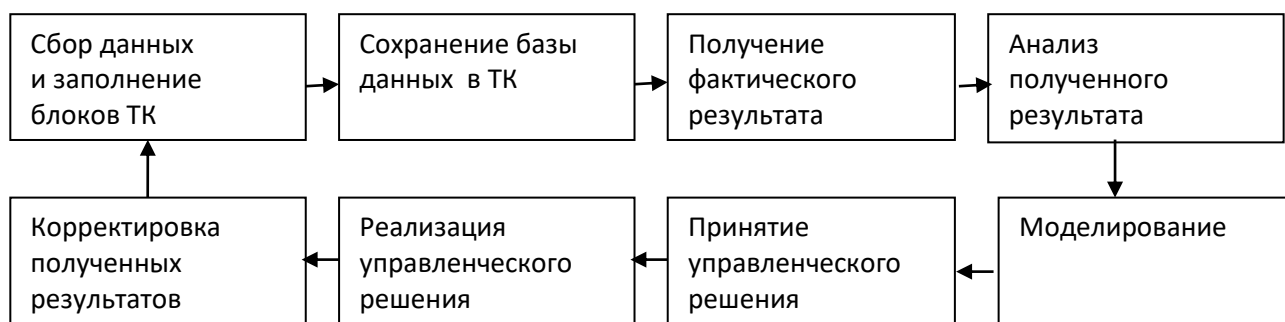 Сбор данных
и заполнение
блоков ТК
Сохранение базы
данных в ТК
Получение
фактического
результата
Анализ
полученного
результата
Корректировка
полученных
результатов
Реализация
управленческого
решения
Принятие
управленческого
решения
Моделирование